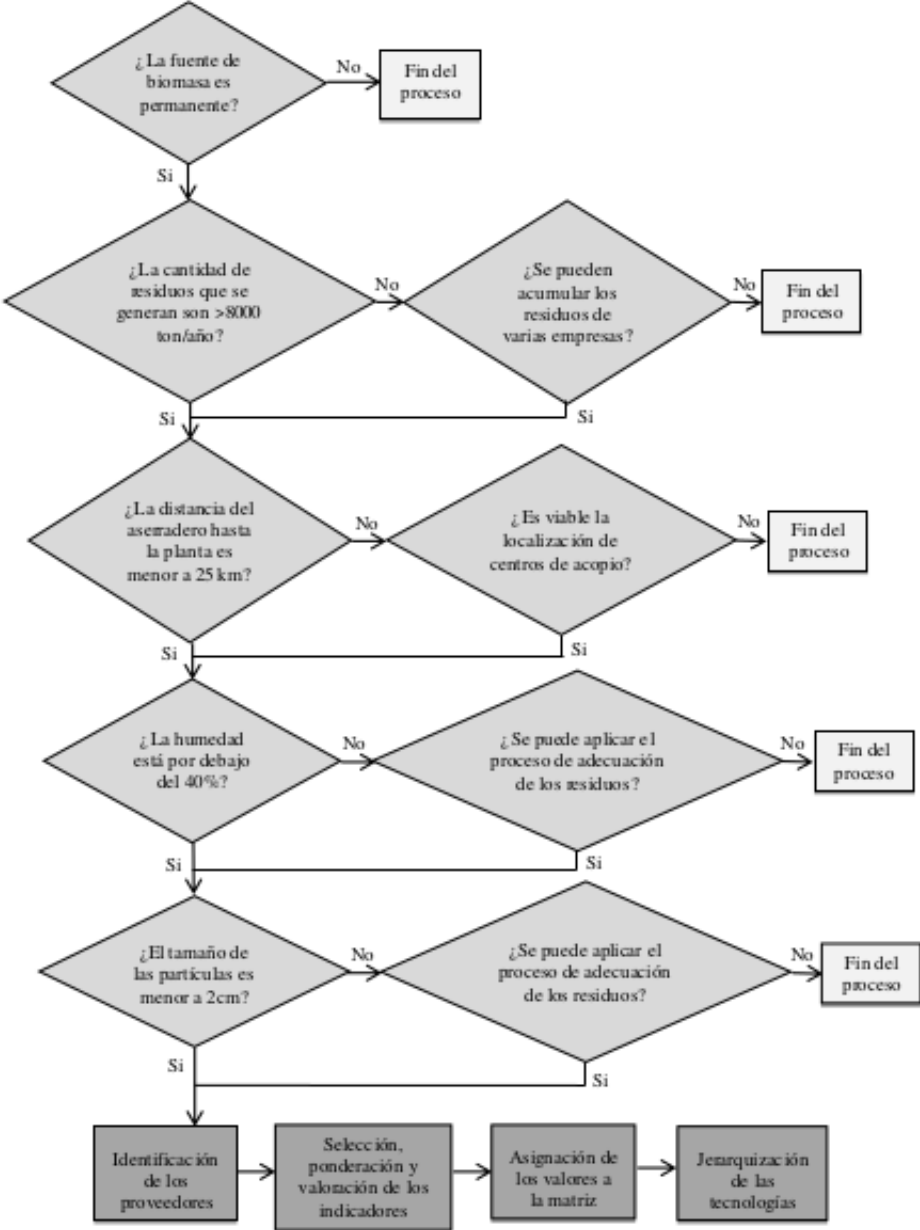 ¿La fuente de
biomasa es
permanente?
No
Fin del
proceso
Si
¿La cantidad de
residuos que se
generan son >8000
ton/año?
No
¿Se pueden
acumular los
residuos de
varias empresas?
No
Fin del
proceso
Si
Si
¿La distancia del
aserradero hasta
la planta es
menor a 25 km?
No
¿Es viable la
localización de
centros de acopio?
No
Fin del
proceso
Si
Si
¿La humedad
está por debajo
del 40%?
No
¿Se puede aplicar el
proceso de adecuación
de los residuos?
No
Fin del
proceso
Si
Si
¿El tamaño de
las partículas es
menor a 2cm?
No
¿Se puede aplicar el
proceso de adecuación
de los residuos?
No
Fin del
proceso
Si
Si
Identificación
de los
proveedores
Selección,
ponderación y
valoración de los
indicadores
Asignación de
los valores a
la matriz
Jerarquización
de las
tecnologías